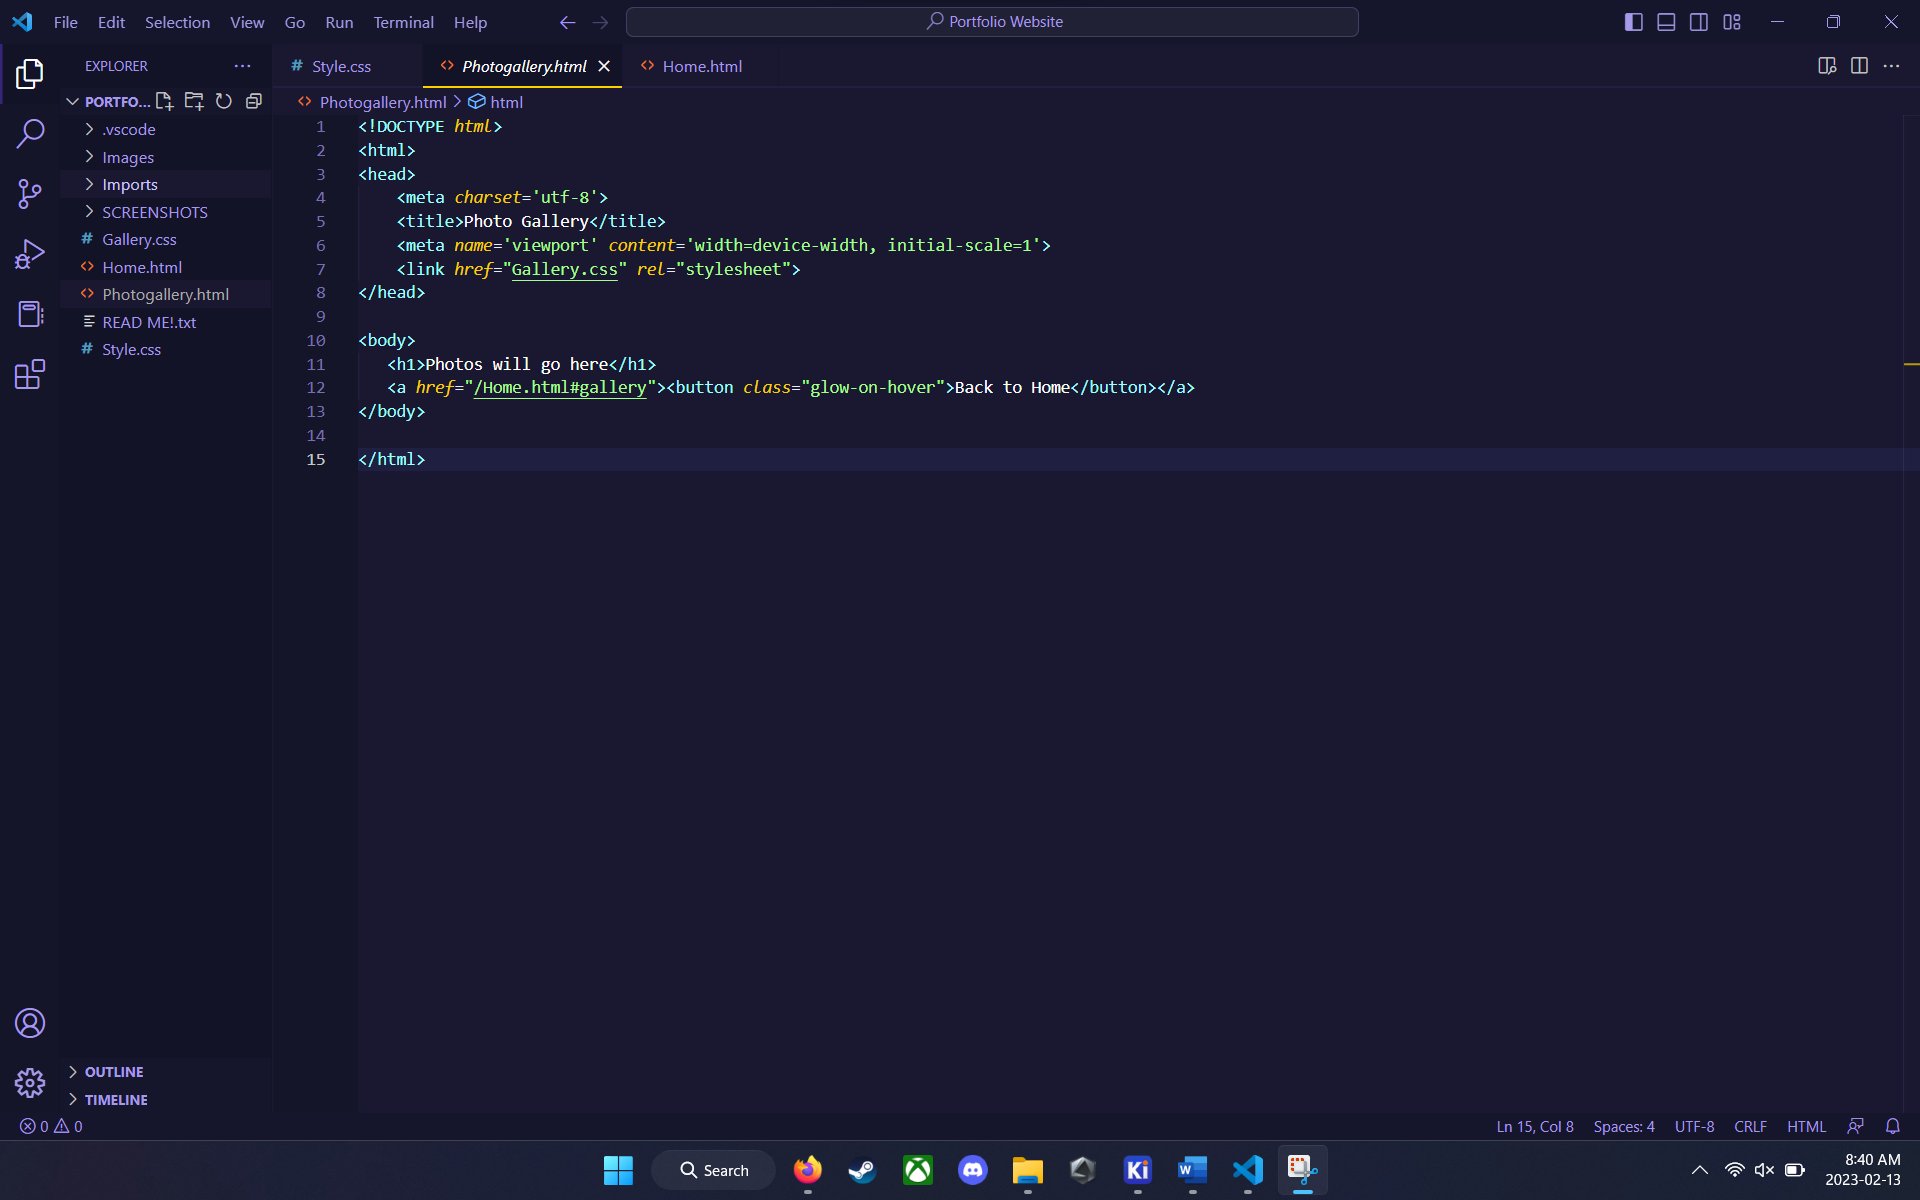 File Edit Selection View Go Run Terminal Help
Portfolio Website
EXPLORER
PORTFO...
.vscode
Images
Imports
SCREENSHOTS
# Gallery.css
<> Home.html
<> Photogallery.html
READ ME!.txt
# Style.css
OUTLINE
TIMELINE
# Style.css
<> Photogallery.html
<> Home.html
<> Photogallery.html > html
1 <!DOCTYPE html>
2 <html>
3 <head>
4     <meta charset='utf-8'>
5     <title>Photo Gallery</title>
6     <meta name='viewport' content='width=device-width, initial-scale=1'>
7     <link href="Gallery.css" rel="stylesheet">
8 </head>
9
10 <body>
11    <h1>Photos will go here</h1>
12    <a href="/Home.html#gallery"><button class="glow-on-hover">Back to Home</button></a>
13 </body>
14
15 </html>
0 0
Ln 15, Col 8 Spaces: 4 UTF-8 CRLF HTML
Search
Ki
W
8:40 AM
2023-02-13